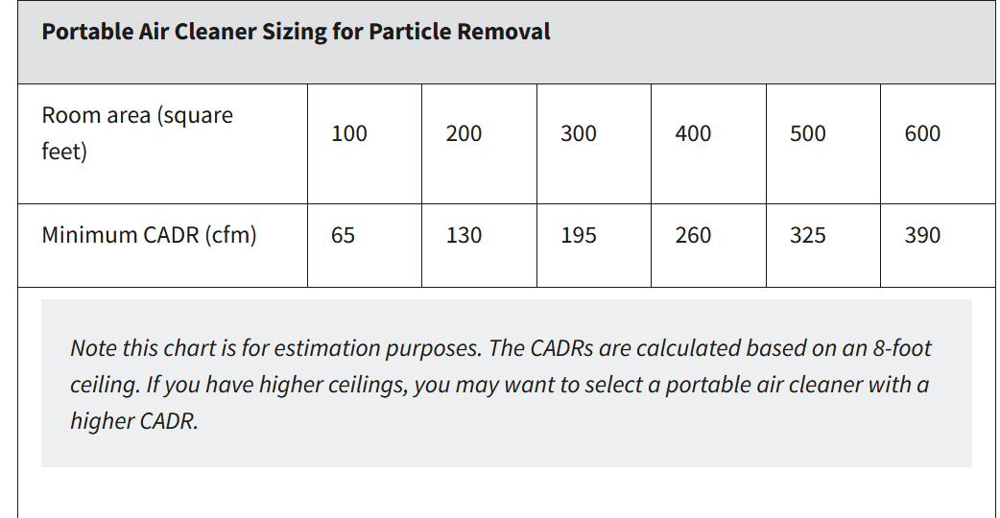 Portable Air Cleaner Sizing for Particle Removal
Room area (square
feet)
100 200 300 400 500 600
Minimum CADR (cfm) 65 130 195 260 325 390
Note this chart is for estimation purposes. The CADRs are calculated based on an 8-foot
ceiling. If you have higher ceilings, you may want to select a portable air cleaner with a
higher CADR.